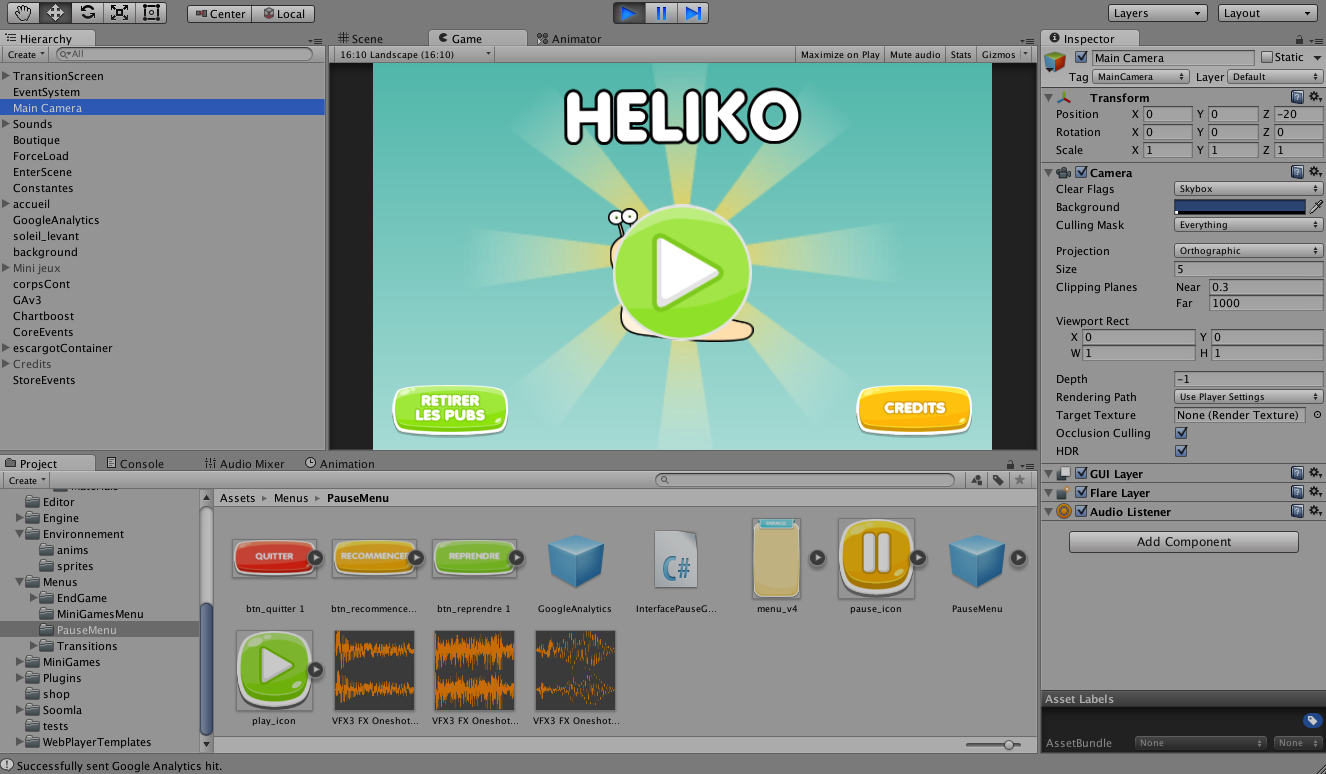 Center Local
Layers Layout
Hierarchy
Create All
TransitionScreen
EventSystem
Main Camera
Sounds
Boutique
ForceLoad
EnterScene
Constantes
accueil
GoogleAnalytics
soleil_levant
background
Mini jeux
corpsCont
GAv3
Chartboost
CoreEvents
escargotContainer
Credits
StoreEvents
Scene Game Animator
16:10 Landscape (16:10) Maximize on Play Mute audio Stats Gizmos
HELIKO
RETIRER
LES PUBS
CREDITS
Inspector
Main Camera Static
Tag MainCamera Layer Default
Transform
Position X 0 Y 0 Z -20
Rotation X 0 Y 0 Z 0
Scale X 1 Y 1 Z 1
Camera
Clear Flags Skybox
Background
Culling Mask Everything
Projection Orthographic
Size 5
Clipping Planes Near 0.3
Far 1000
Viewport Rect
X 0 Y 0
W 1 H 1
Depth -1
Rendering Path Use Player Settings
Target Texture None (Render Texture)
Occlusion Culling
HDR
GUI Layer
Flare Layer
Audio Listener
Add Component
Asset Labels
AssetBundle None None
Project Console Audio Mixer Animation
Create
Materials
Editor
Engine
Environnement
anims
sprites
Menus
EndGame
MiniGamesMenu
PauseMenu
Transitions
MiniGames
Plugins
shop
Soomla
tests
WebPlayerTemplates
Assets Menus PauseMenu
QUITTER RECOMMENCER REPRENDRE C#
btn_quitter 1 btn_recommence... btn_reprendre 1 GoogleAnalytics InterfacePauseG... menu_v4 pause_icon PauseMenu
play_icon VFX3 FX Oneshot... VFX3 FX Oneshot... VFX3 FX Oneshot...
Successfully sent Google Analytics hit.